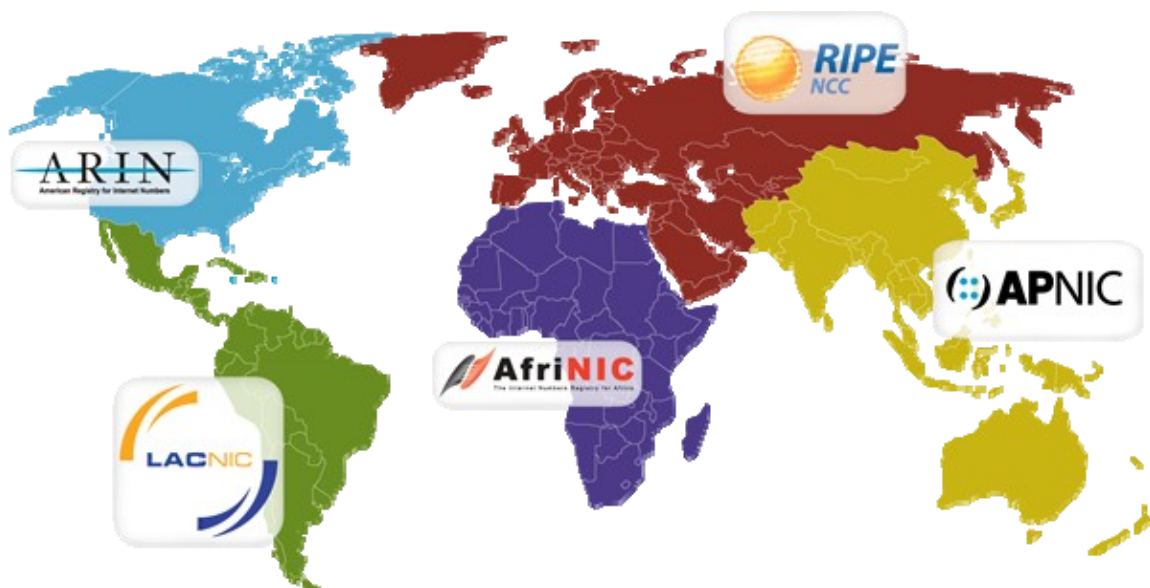 RIPE
NCC
ARIN
American Registry for Internet Numbers
APNIC
AfriNIC
The Internet Numbers Registry for Africa
LACNIC